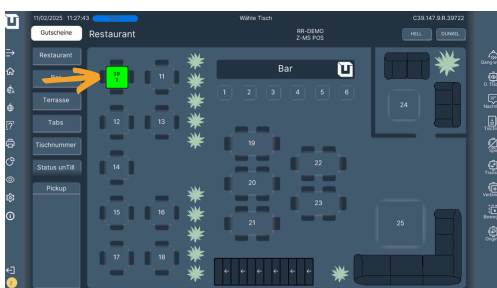 11/02/2025 11:27:43
Wähle Tisch
C39.147.9.R.39722
Gutscheine
Restaurant
RR-DEMO
Z-MS POS
HELL
DUNKEL
Restaurant
Terrasse
Tabs
Tischnummer
Status unTill
Pickup
Bar
1 2 3 4 5 6
11
12 13
14
15 16
17 18
19
20
21
22
23
24
25